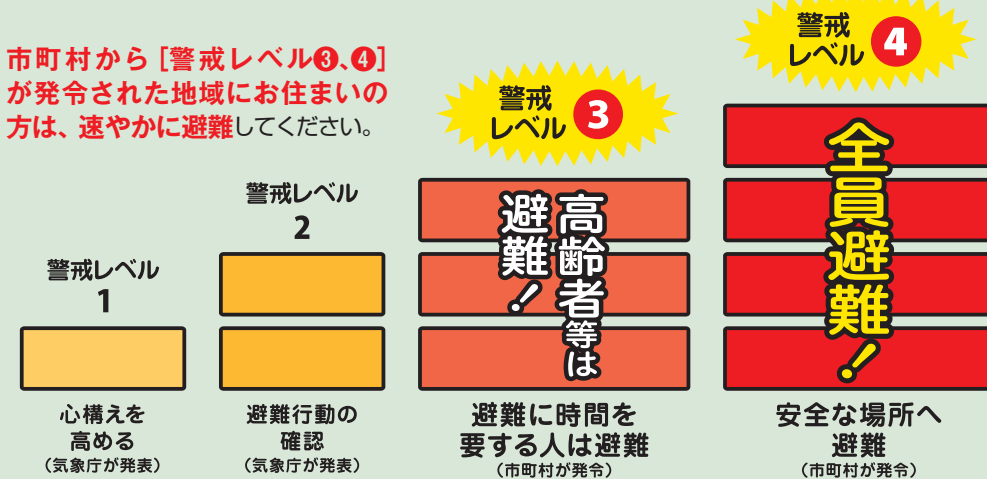 市町村から［警戒レベル❸、❹］
が発令された地域にお住まいの
方は、速やかに避難してください。
警戒レベル
1
心構えを
高める
（気象庁が発表）
警戒レベル
2
避難行動の
確認
（気象庁が発表）
警戒
レベル 3
高齢者等は
避難！
避難に時間を
要する人は避難
（市町村が発令）
警戒
レベル 4
全員避難！
安全な場所へ
避難
（市町村が発令）